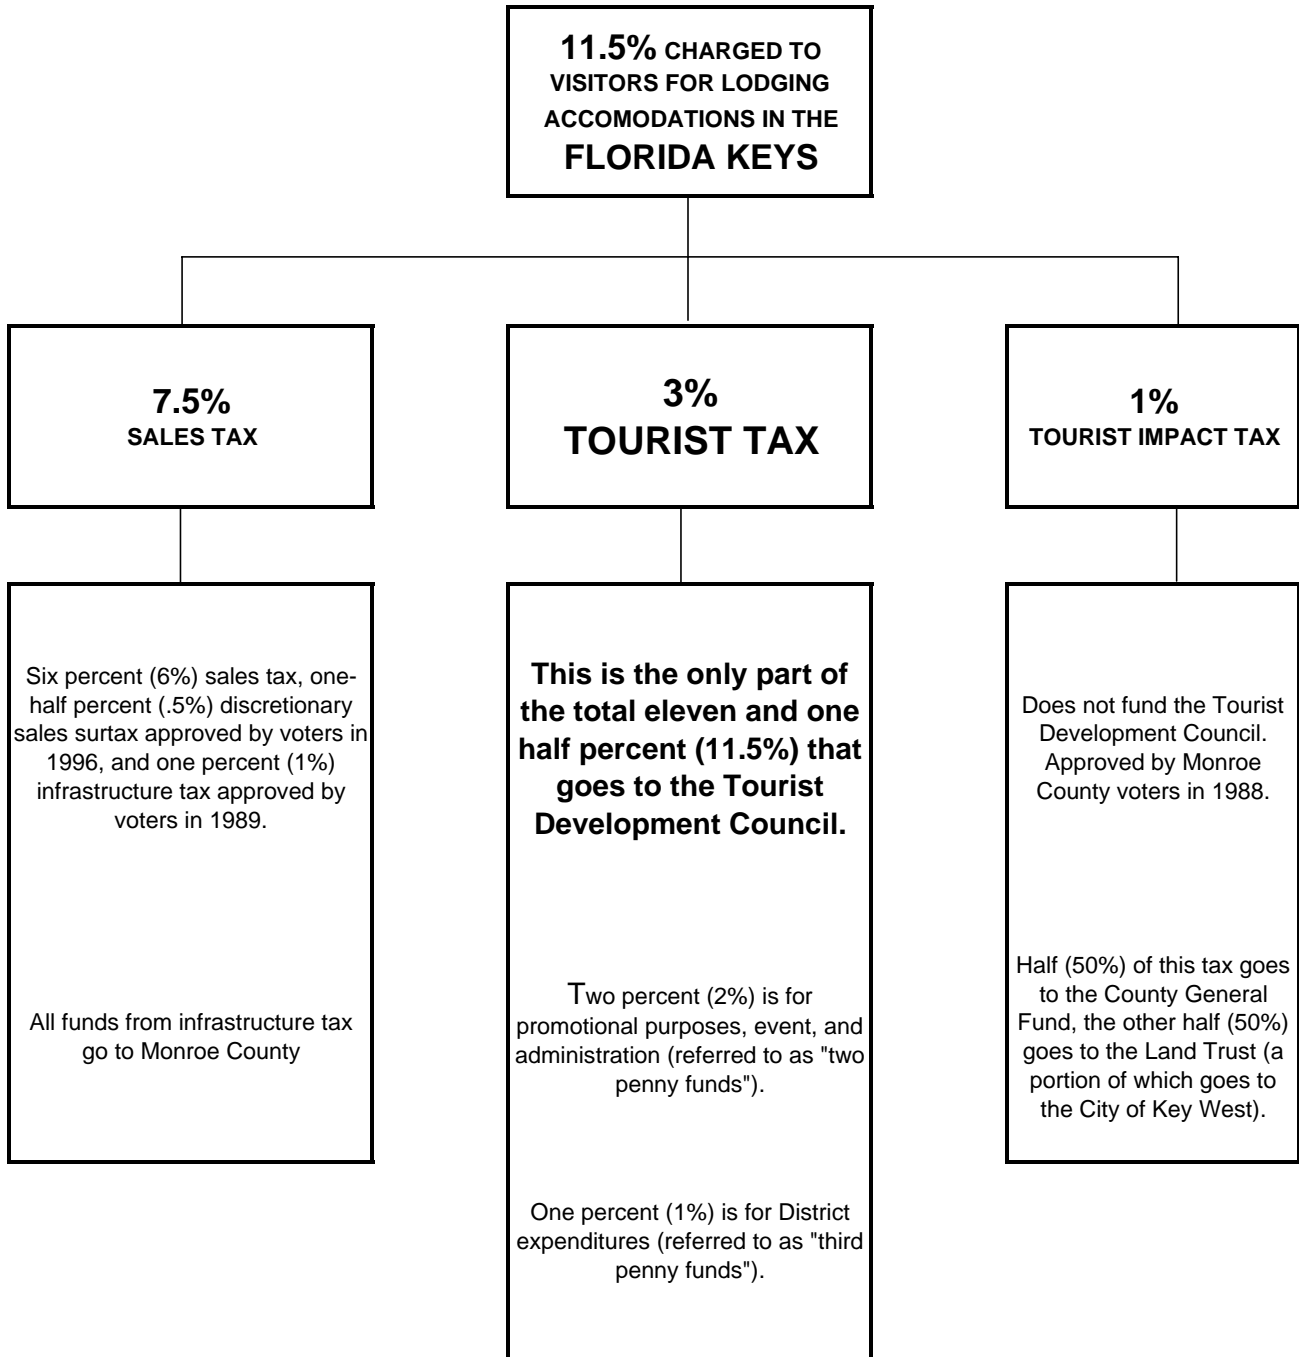 11.5% CHARGED TO
VISITORS FOR LODGING
ACCOMODATIONS IN THE
FLORIDA KEYS
7.5%
SALES TAX
3%
TOURIST TAX
1%
TOURIST IMPACT TAX
Six percent (6%) sales tax, one-
half percent (.5%) discretionary
sales surtax approved by voters in
1996, and one percent (1%)
infrastructure tax approved by
voters in 1989.
All funds from infrastructure tax
go to Monroe County
This is the only part of
the total eleven and one
half percent (11.5%) that
goes to the Tourist
Development Council.
Two percent (2%) is for
promotional purposes, event, and
administration (referred to as "two
penny funds").
One percent (1%) is for District
expenditures (referred to as "third
penny funds").
Does not fund the Tourist
Development Council.
Approved by Monroe
County voters in 1988.
Half (50%) of this tax goes
to the County General
Fund, the other half (50%)
goes to the Land Trust (a
portion of which goes to
the City of Key West).